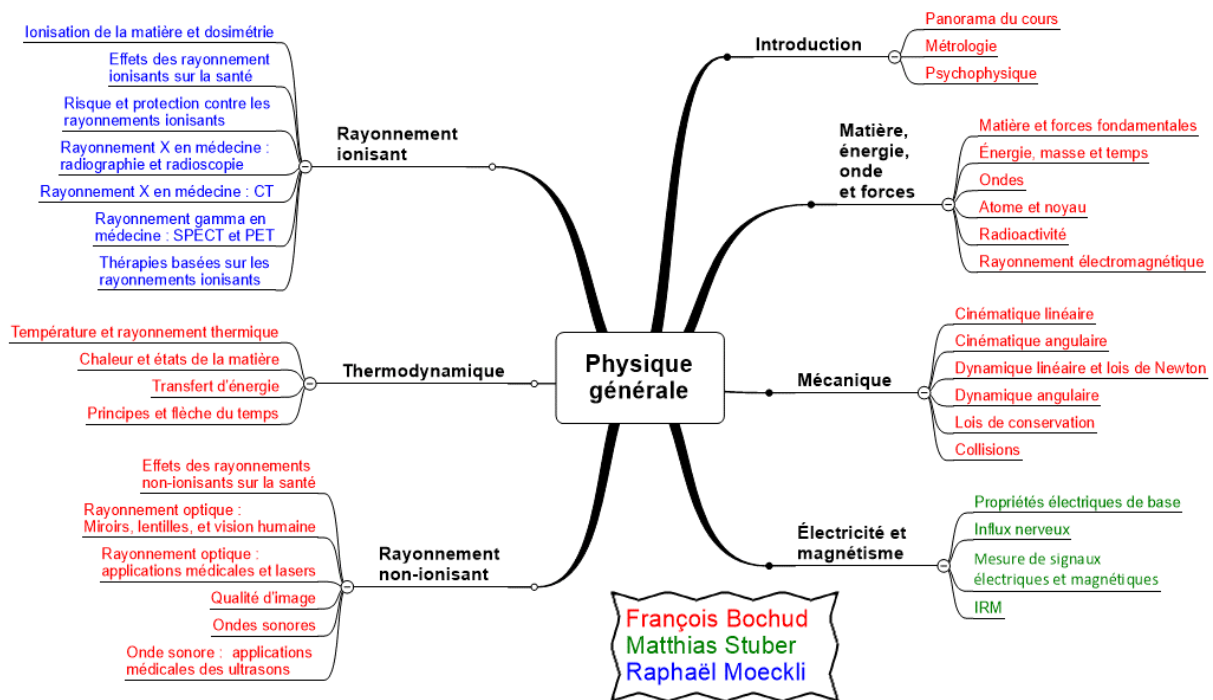 Physique
générale
Introduction
Panorama du cours
Métrologie
Psychophysique
Matière,
énergie,
onde
et forces
Matière et forces fondamentales
Énergie, masse et temps
Ondes
Atome et noyau
Radioactivité
Rayonnement électromagnétique
Mécanique
Cinématique linéaire
Cinématique angulaire
Dynamique linéaire et lois de Newton
Dynamique angulaire
Lois de conservation
Collisions
Électricité et
magnétisme
Propriétés électriques de base
Influx nerveux
Mesure de signaux
électriques et magnétiques
IRM
Rayonnement
ionisant
Ionisation de la matière et dosimétrie
Effets des rayonnement
ionisants sur la santé
Risque et protection contre les
rayonnements ionisants
Rayonnement X en médecine :
radiographie et radioscopie
Rayonnement X en médecine : CT
Rayonnement gamma en
médecine : SPECT et PET
Thérapies basées sur les
rayonnements ionisants
Thermodynamique
Température et rayonnement thermique
Chaleur et états de la matière
Transfert d'énergie
Principes et flèche du temps
Rayonnement
non-ionisant
Effets des rayonnements
non-ionisants sur la santé
Rayonnement optique :
Miroirs, lentilles, et vision humaine
Rayonnement optique :
applications médicales et lasers
Qualité d'image
Ondes sonores
Onde sonore : applications
médicales des ultrasons
François Bochud
Matthias Stuber
Raphaël Moeckli